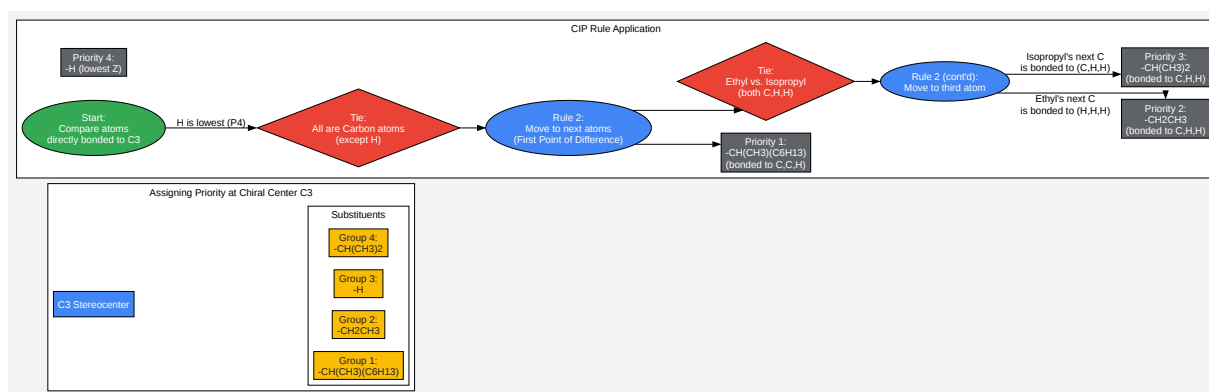 CIP Rule Application
Priority 4:
-H (lowest Z)
Start:
Compare atoms
directly bonded to C3
H is lowest (P4)
Tie:
All are Carbon atoms
(except H)
Rule 2:
Move to next atoms
(First Point of Difference)
Tie:
Ethyl vs. Isopropyl
(both C,H,H)
Priority 1:
-CH(CH3)(C6H13)
(bonded to C,C,H)
Rule 2 (cont'd):
Move to third atom
Isopropyl's next C
is bonded to (C,H,H)
Ethyl's next C
is bonded to (H,H,H)
Priority 3:
-CH(CH3)2
(bonded to C,H,H)
Priority 2:
-CH2CH3
(bonded to C,H,H)
Assigning Priority at Chiral Center C3
C3 Stereocenter
Substituents
Group 4:
-CH(CH3)2
Group 3:
-H
Group 2:
-CH2CH3
Group 1:
-CH(CH3)(C6H13)